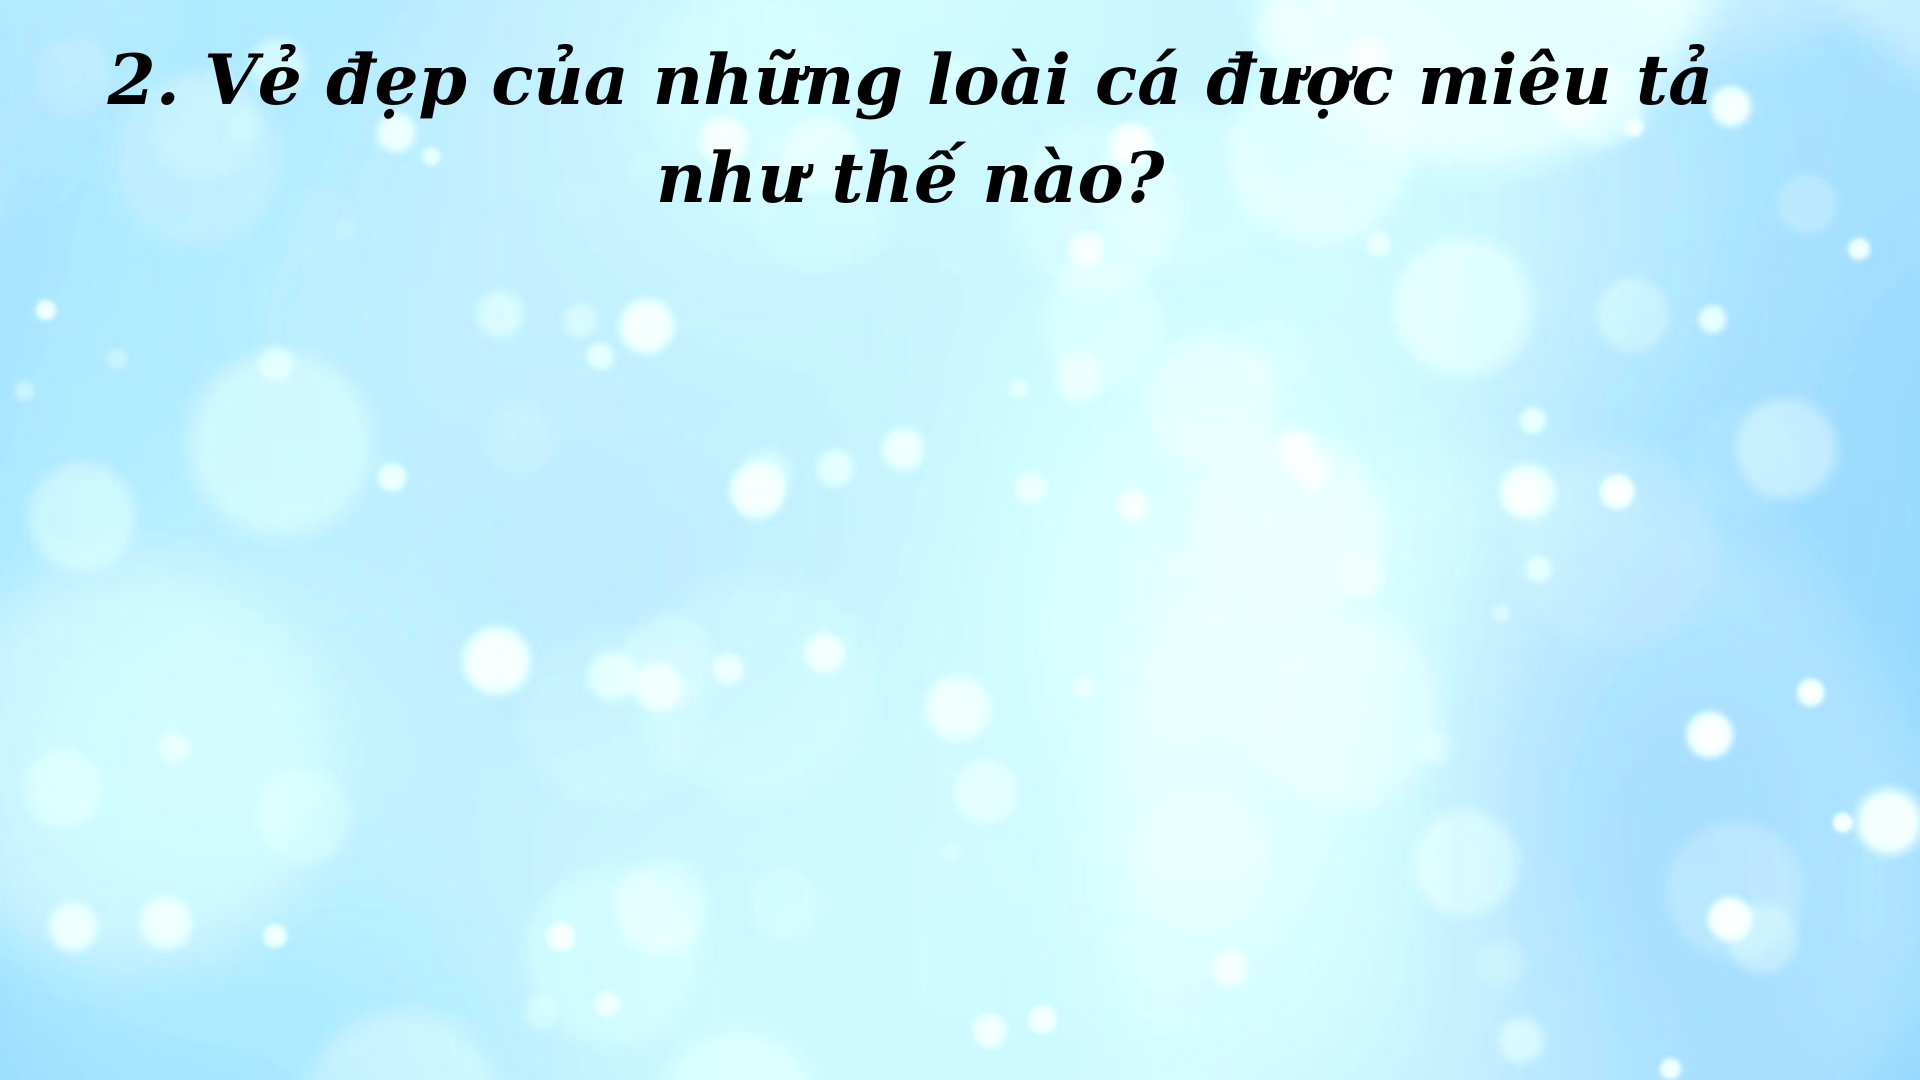 2. Vẻ đẹp của những loài cá được miêu tả
như thế nào?